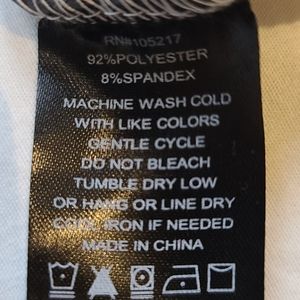 RN#105217
92%POLYESTER
8%SPANDEX
MACHINE WASH COLD
WITH LIKE COLORS
GENTLE CYCLE
DO NOT BLEACH
TUMBLE DRY LOW
OR HANG OR LINE DRY
COOL IRON IF NEEDED
MADE IN CHINA